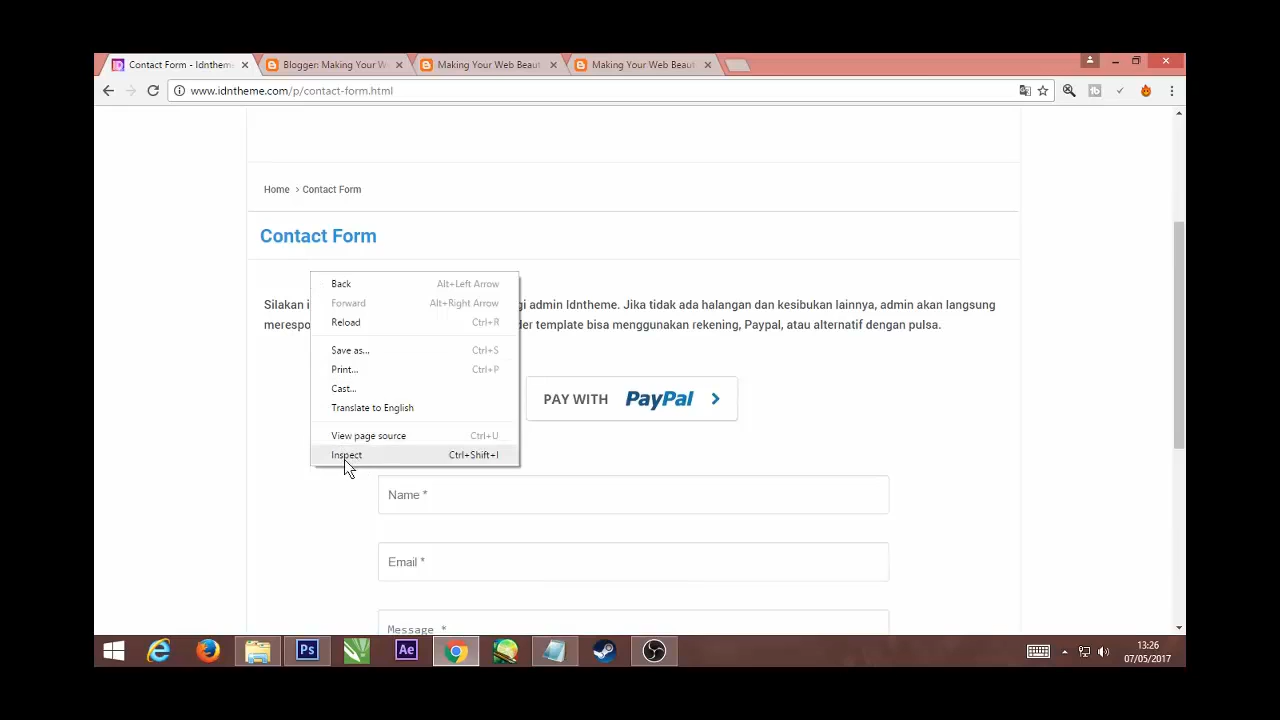 Contact Form - Idntheme
Blogger: Making Your W
Making Your Web Beaut
Making Your Web Beaut
www.idntheme.com/p/contact-form.html
Home > Contact Form
Contact Form
Back Alt+Left Arrow
Forward Alt+Right Arrow
Reload Ctrl+R
Save as... Ctrl+S
Print... Ctrl+P
Cast...
Translate to English
View page source Ctrl+U
Inspect Ctrl+Shift+I
Silakan i gi admin Idntheme. Jika tidak ada halangan dan kesibukan lainnya, admin akan langsung
merespo der template bisa menggunakan rekening, Paypal, atau alternatif dengan pulsa.
PAY WITH PayPal
Name *
Email *
Message *
Ps
Ae
13:26
07/05/2017